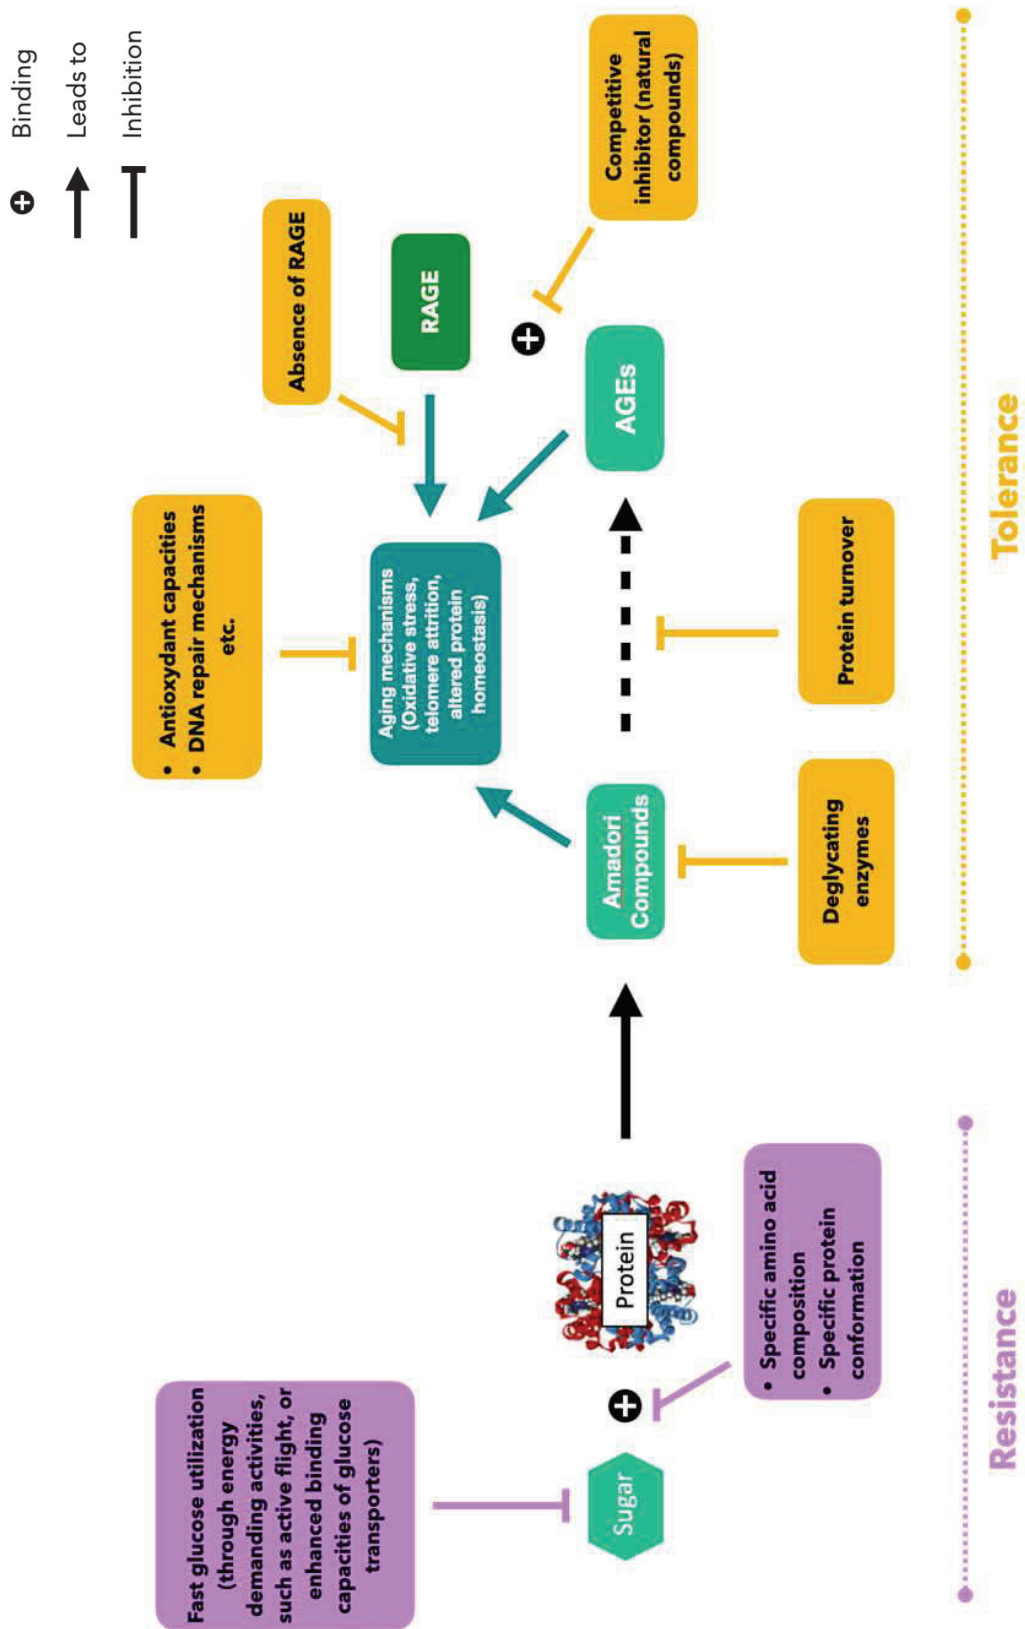 Binding
Leads to
Inhibition
Fast glucose utilization
(through energy
demanding activities,
such as active flight, or
enhanced binding
capacities of glucose
transporters)
Sugar
Protein
• Specific amino acid
composition
• Specific protein
conformation
Resistance
• Antioxydant capacities
• DNA repair mechanisms
etc.
Absence of RAGE
Aging mechanisms
(Oxidative stress,
telomere attrition,
altered protein
homeostasis)
RAGE
Amadori
Compounds
AGEs
Competitive
inhibitor (natural
compounds)
Deglycating
enzymes
Protein turnover
Tolerance